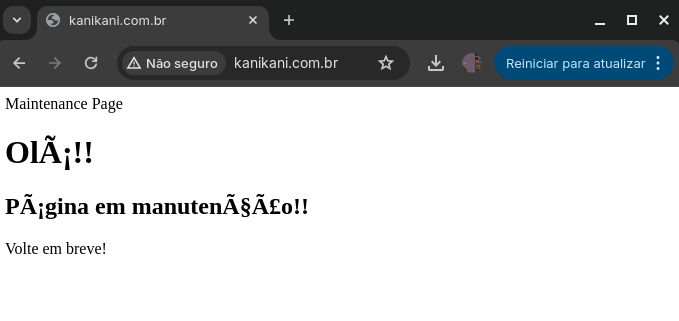 kanikani.com.br
Não seguro
kanikani.com.br
Reiniciar para atualizar
Maintenance Page
OlÃ¡!!
PÃ¡gina em manutenÃ§Ã£o!!
Volte em breve!